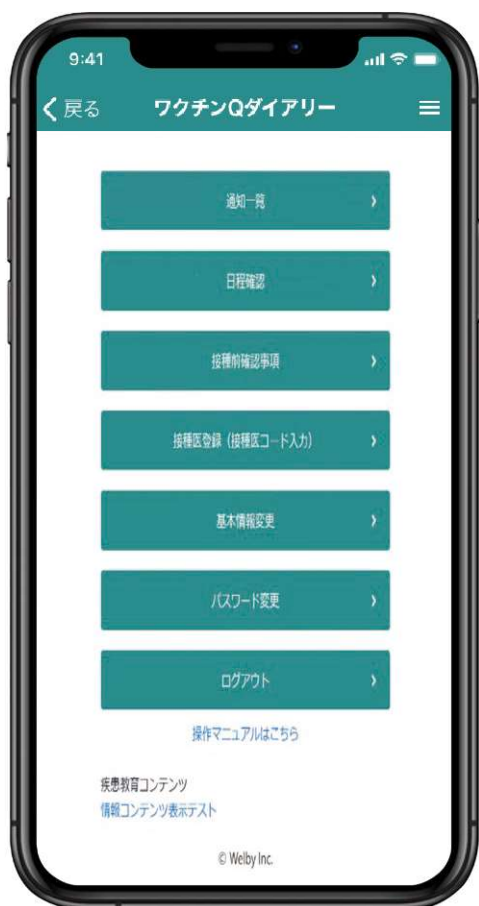 9:41
戻る ワクチンQダイアリー
通知一覧
日程確認
接種前確認事項
接種医登録（接種医コード入力）
基本情報変更
パスワード変更
ログアウト
操作マニュアルはこちら
疾患教育コンテンツ
情報コンテンツ表示テスト
© Welby Inc.